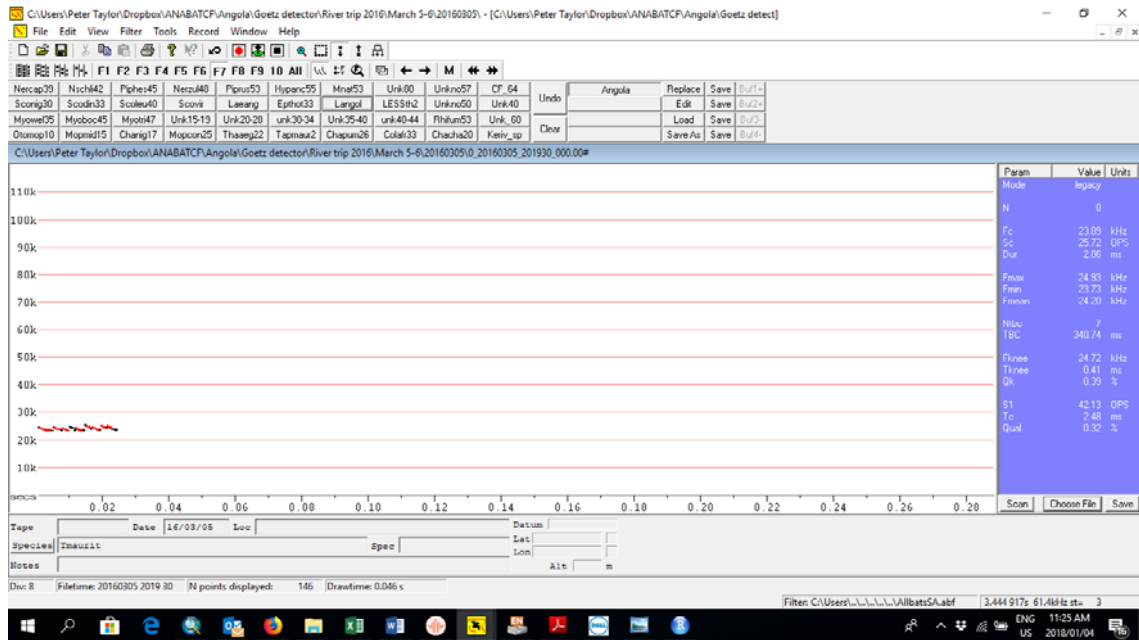 C:\Users\Peter Taylor\Dropbox\ANABATCF\Angola\Goetz detector\River trip 2016\March 5-6\20160305\ - [C:\Users\Peter Taylor\Dropbox\ANABATCF\Angola\Goetz detect]
File Edit View Filter Tools Record Window Help
F1 F2 F3 F4 F5 F6 F7 F8 F9 10 All M
Nercap39 Nschli42 Piphes45 Nerzul48 Piprus53 Hypanc55 Mnat53 Unk80 Unkno57 CF_64 Undo Angola Replace Save Buf1-
Sconig30 Scodin33 Scoleu40 Scovir Laeang Epthot33 Langol LESSth2 Unkno50 Unk40 Edit Save Buf2-
Myowel35 Myoboc45 Myotri47 Unk15-19 Unk20-28 unk30-34 Unk35-40 unk40-44 Rhifum53 Unk_60 Clear Load Save Buf3-
Otomop10 Mopmid15 Charig17 Mopcon25 Thaaeg22 Tapmaur2 Chapum26 Colafr33 Chacha20 Keriv_sp Save As Save Buf4-
C:\Users\Peter Taylor\Dropbox\ANABATCF\Angola\Goetz detector\River trip 2016\March 5-6\20160305\0_20160305_201930_000.00#
Param Value Units
Mode legacy
N 8
Fc 23.89 kHz
Sc 25.72 OPS
Dur 2.86 ms
Fmax 24.93 kHz
Fmin 23.73 kHz
Fmean 24.20 kHz
Ntbc 7
TBC 340.74 ms
Fknee 24.72 kHz
Tknee 0.41 ms
Qk 0.39 %
S1 42.13 OPS
Tc 2.48 ms
Qual 0.32 %
110k
100k
90k
80k
70k
60k
50k
40k
30k
20k
10k
secs 0.02 0.04 0.06 0.08 0.10 0.12 0.14 0.16 0.18 0.20 0.22 0.24 0.26 0.28
Scan Choose File Save
Tape Date 16/03/05 Loc Datum
Species Tmaurit Spec Lat
Lon
Notes Alt m
Div: 8 Filetime: 20160305 2019 30 N points displayed: 146 Drawtime: 0.046 s
Filter: C:\Users\...\...\...\...\...\AllbatsSA.abf 3.444 917s 61.4kHz st= 3
ENG 11:25 AM
US 2018/01/04